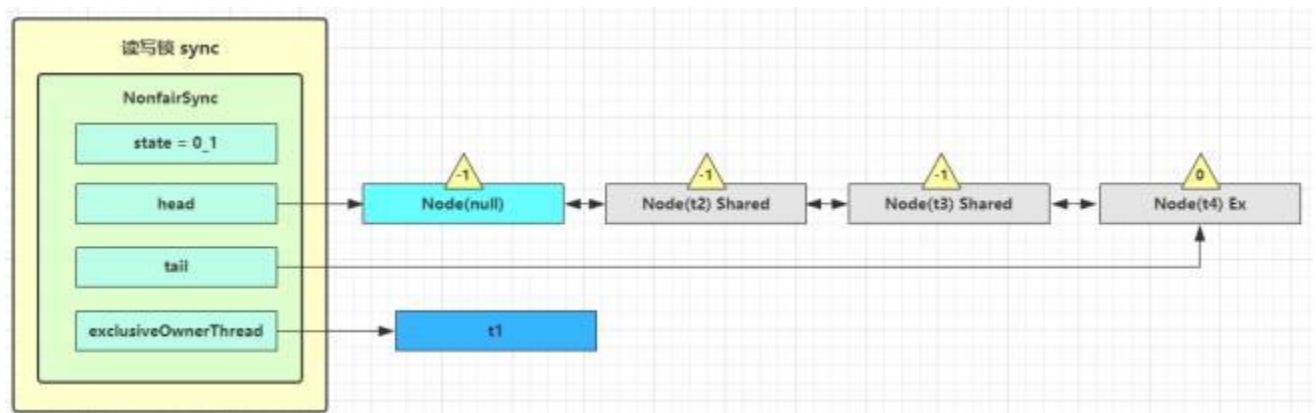 读写锁 sync
NonfairSync
state = 0_1
head
tail
exclusiveOwnerThread
-1
Node(null)
-1
Node(t2) Shared
-1
Node(t3) Shared
0
Node(t4) Ex
t1